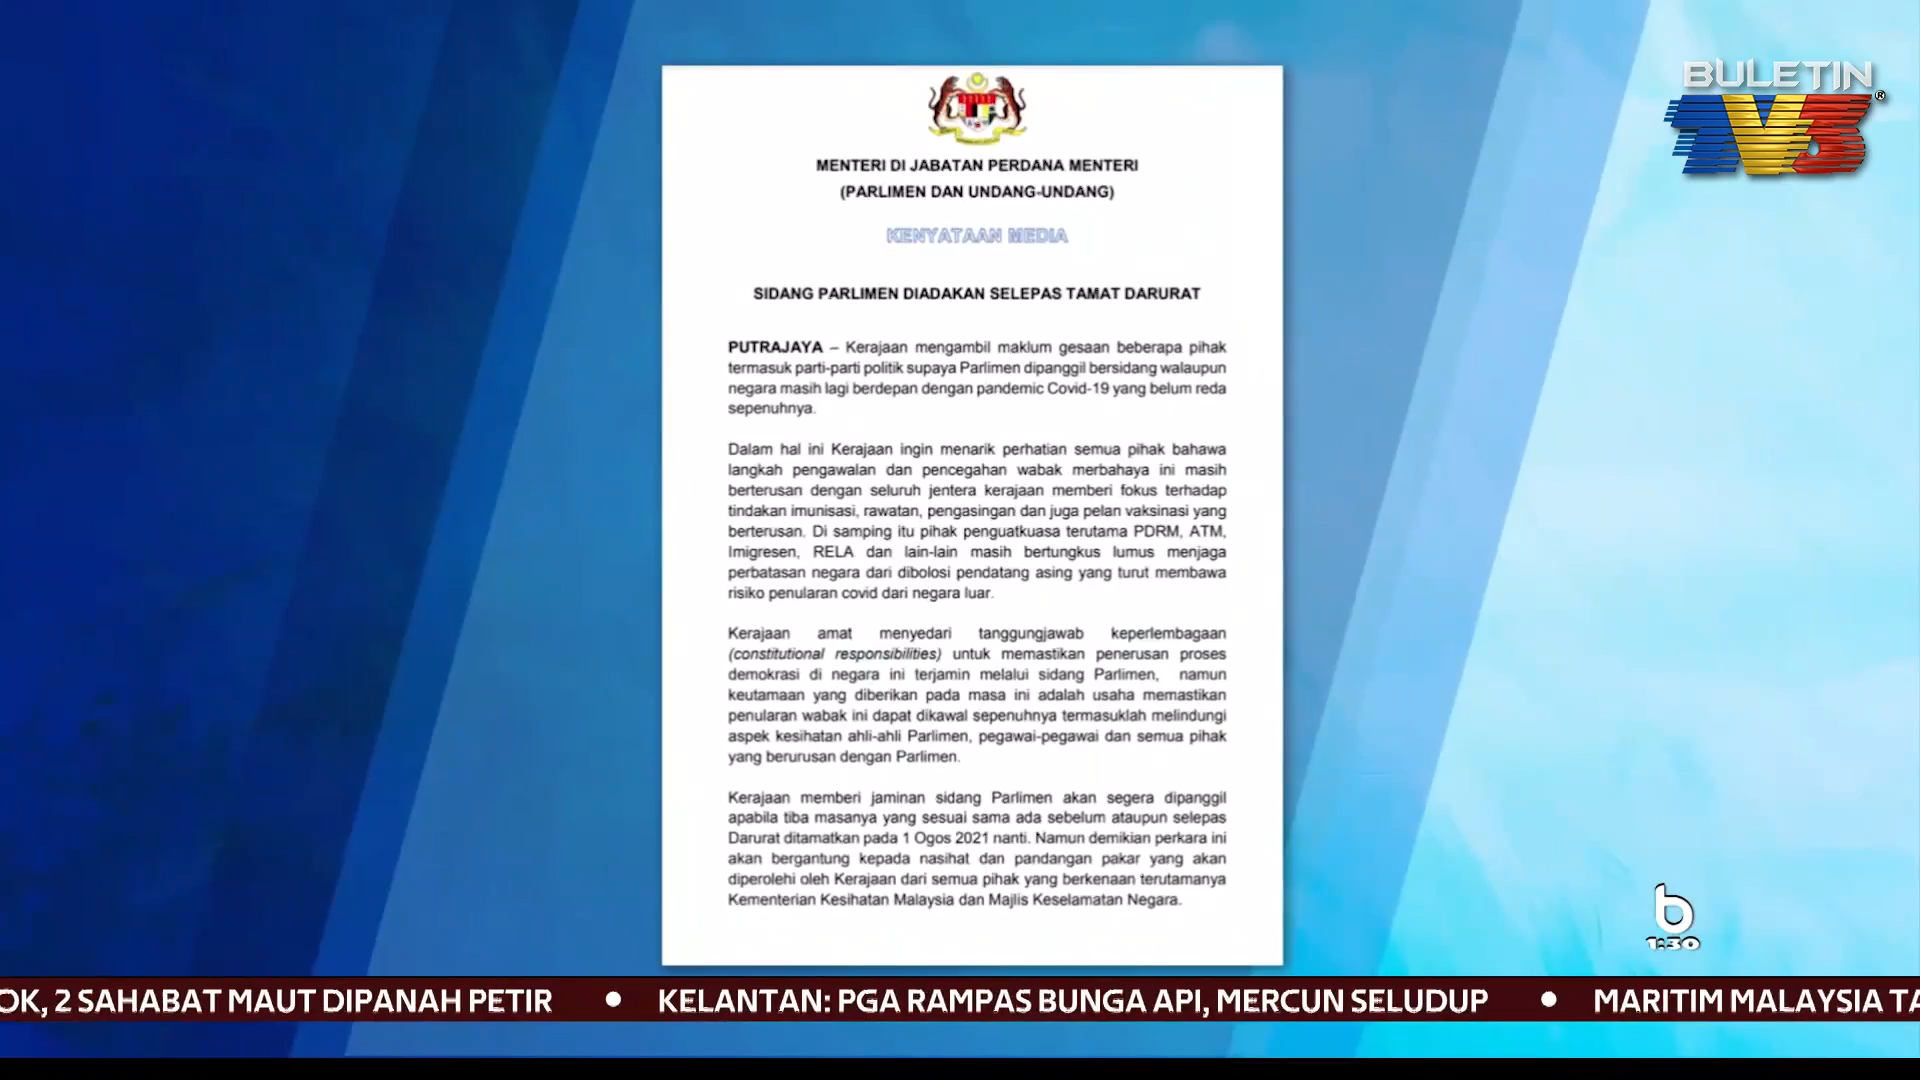 BULETIN
TV3
MENTERI DI JABATAN PERDANA MENTERI
(PARLIMEN DAN UNDANG-UNDANG)
KENYATAAN MEDIA
SIDANG PARLIMEN DIADAKAN SELEPAS TAMAT DARURAT
PUTRAJAYA – Kerajaan mengambil maklum gesaan beberapa pihak
termasuk parti-parti politik supaya Parlimen dipanggil bersidang walaupun
negara masih lagi berdepan dengan pandemic Covid-19 yang belum reda
sepenuhnya.
Dalam hal ini Kerajaan ingin menarik perhatian semua pihak bahawa
langkah pengawalan dan pencegahan wabak merbahaya ini masih
berterusan dengan seluruh jentera kerajaan memberi fokus terhadap
tindakan imunisasi, rawatan, pengasingan dan juga pelan vaksinasi yang
berterusan. Di samping itu pihak penguatkuasa terutama PDRM, ATM,
Imigresen, RELA dan lain-lain masih bertungkus lumus menjaga
perbatasan negara dari dibolosi pendatang asing yang turut membawa
risiko penularan covid dari negara luar.
Kerajaan amat menyedari tanggungjawab keperlembagaan
(constitutional responsibilities) untuk memastikan penerusan proses
demokrasi di negara ini terjamin melalui sidang Parlimen, namun
keutamaan yang diberikan pada masa ini adalah usaha memastikan
penularan wabak ini dapat dikawal sepenuhnya termasuklah melindungi
aspek kesihatan ahli-ahli Parlimen, pegawai-pegawai dan semua pihak
yang berurusan dengan Parlimen.
Kerajaan memberi jaminan sidang Parlimen akan segera dipanggil
apabila tiba masanya yang sesuai sama ada sebelum ataupun selepas
Darurat ditamatkan pada 1 Ogos 2021 nanti. Namun demikian perkara ini
akan bergantung kepada nasihat dan pandangan pakar yang akan
diperolehi oleh Kerajaan dari semua pihak yang berkenaan terutamanya
Kementerian Kesihatan Malaysia dan Majlis Keselamatan Negara.
b
1:30
OK, 2 SAHABAT MAUT DIPANAH PETIR • KELANTAN: PGA RAMPAS BUNGA API, MERCUN SELUDUP • MARITIM MALAYSIA TA